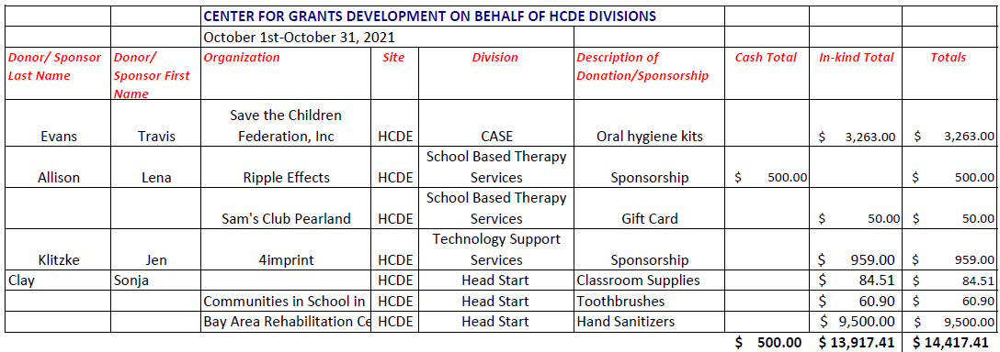 CENTER FOR GRANTS DEVELOPMENT ON BEHALF OF HCDE DIVISIONS
October 1st-October 31, 2021
Donor/ Sponsor Last Name Donor/ Sponsor First Name Organization Site Division Description of Donation/Sponsorship Cash Total In-kind Total Totals
Evans Travis Save the Children Federation, Inc HCDE CASE Oral hygiene kits $ 3,263.00 $ 3,263.00
Allison Lena Ripple Effects HCDE School Based Therapy Services Sponsorship $ 500.00 $ 500.00
Sam's Club Pearland HCDE School Based Therapy Services Gift Card $ 50.00 $ 50.00
Klitzke Jen 4imprint HCDE Technology Support Services Sponsorship $ 959.00 $ 959.00
Clay Sonja HCDE Head Start Classroom Supplies $ 84.51 $ 84.51
Communities in School in HCDE Head Start Toothbrushes $ 60.90 $ 60.90
Bay Area Rehabilitation Ce HCDE Head Start Hand Sanitizers $ 9,500.00 $ 9,500.00
$ 500.00 $ 13,917.41 $ 14,417.41